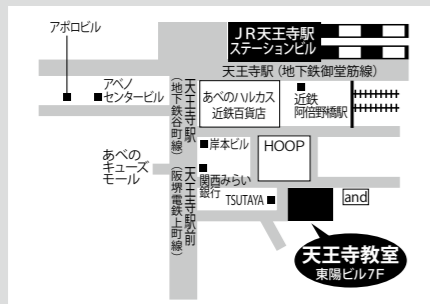 アポロビル
JR天王寺駅
ステーションビル
天王寺駅（地下鉄御堂筋線）
アベノ
センタービル
天王寺駅
（地下鉄谷町線）
あべのハルカス
近鉄百貨店
近鉄
阿倍野橋駅
岸本ビル
HOOP
あべの
キューズ
モール
天王寺駅前
（阪堺電鉄上町線）
関西みらい
銀行
TSUTAYA
and
天王寺教室
東陽ビル7F